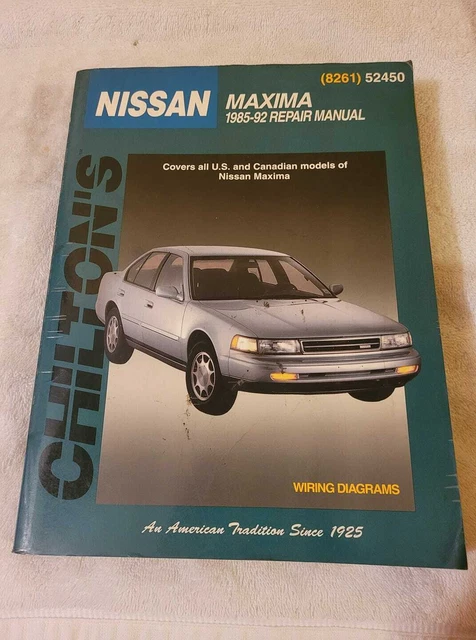 (8261) 52450
NISSAN
MAXIMA
1985-92 REPAIR MANUAL
Covers all U.S. and Canadian models of
Nissan Maxima
CHILTON'S
WIRING DIAGRAMS
An American Tradition Since 1925